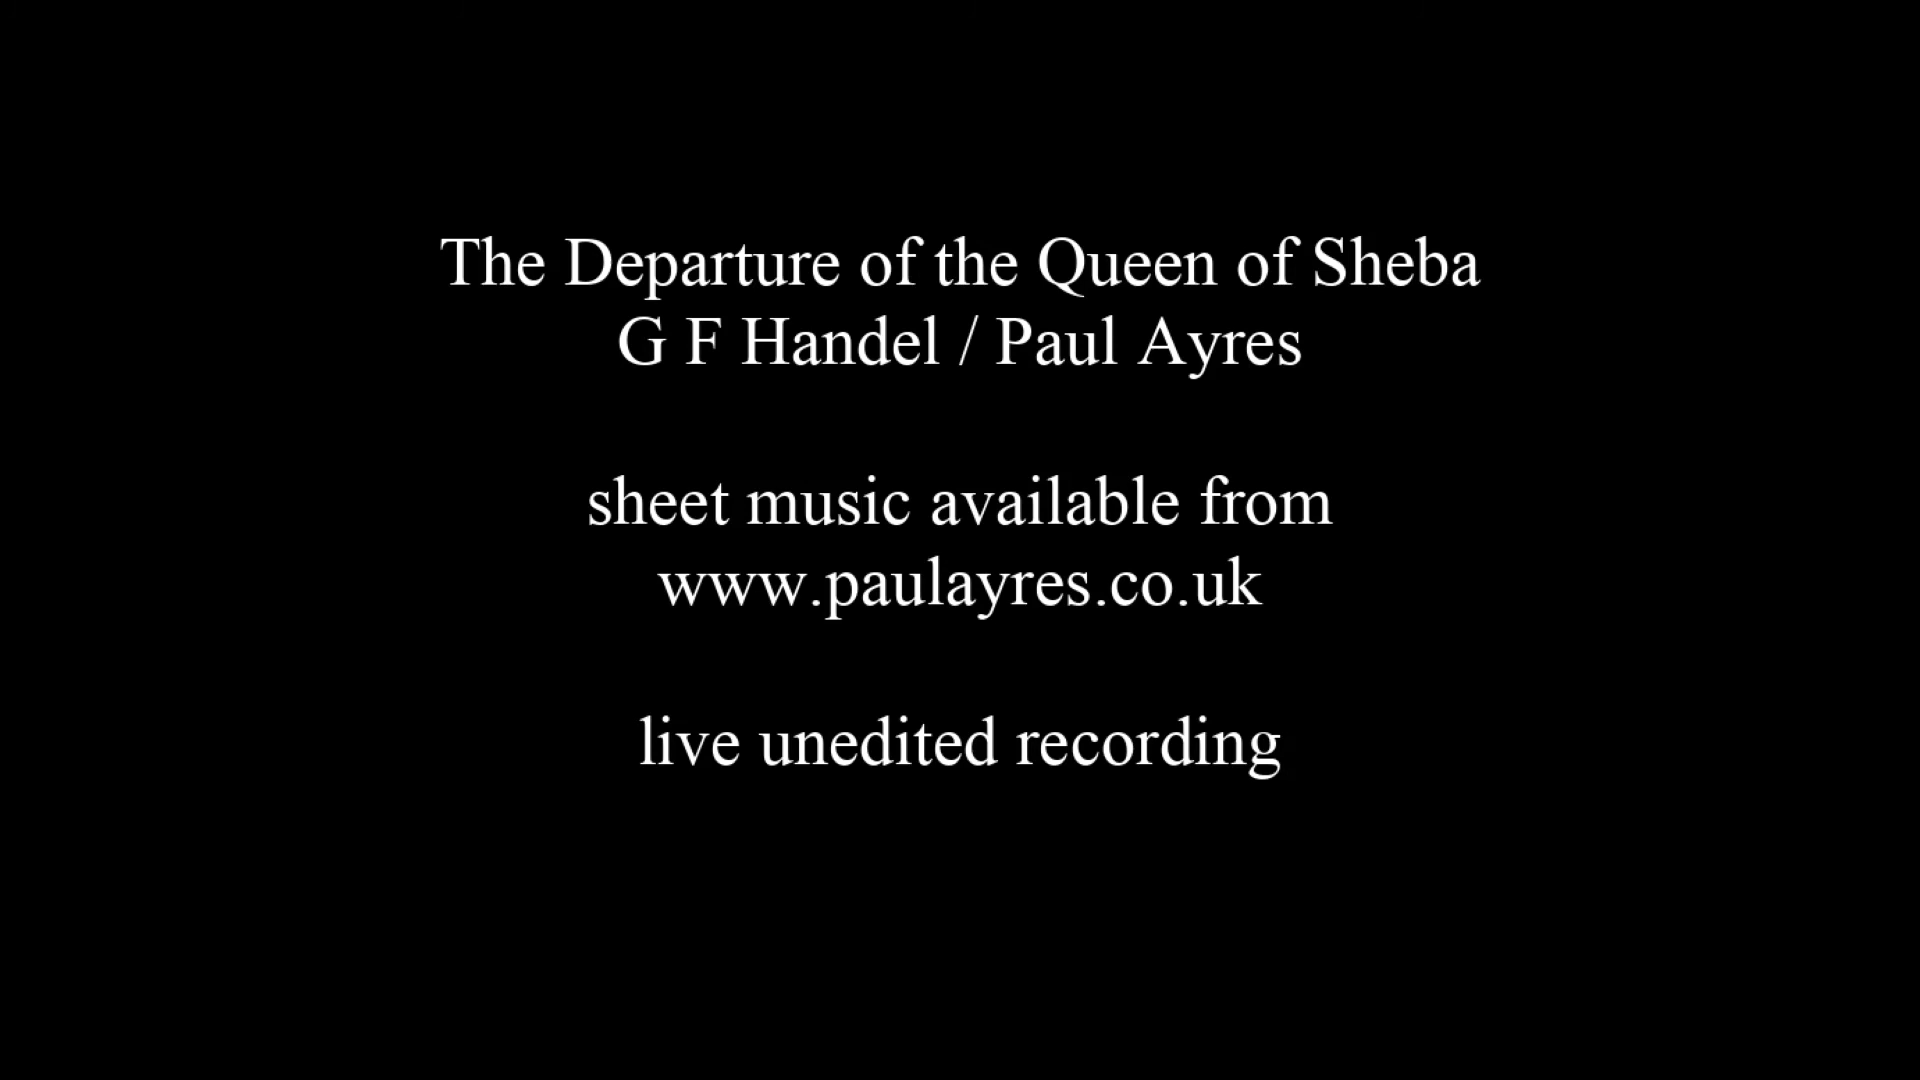 The Departure of the Queen of Sheba
G F Handel / Paul Ayres
sheet music available from
www.paulayres.co.uk
live unedited recording